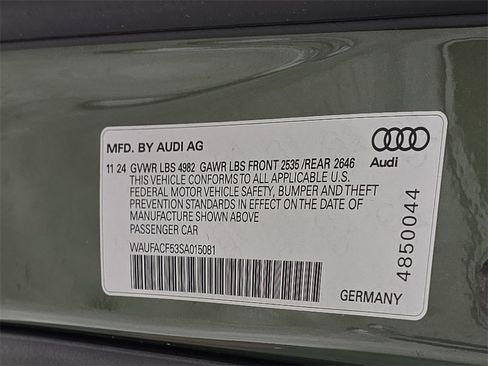 MFD. BY AUDI AG
Audi
11 24 GVWR LBS 4982 GAWR LBS FRONT 2535 /REAR 2646
THIS VEHICLE CONFORMS TO ALL APPLICABLE U.S.
FEDERAL MOTOR VEHICLE SAFETY, BUMPER AND THEFT
PREVENTION STANDARDS IN EFFECT ON THE DATE OF
MANUFACTURE SHOWN ABOVE
PASSENGER CAR
WAUFACF53SA015081
4850044
GERMANY